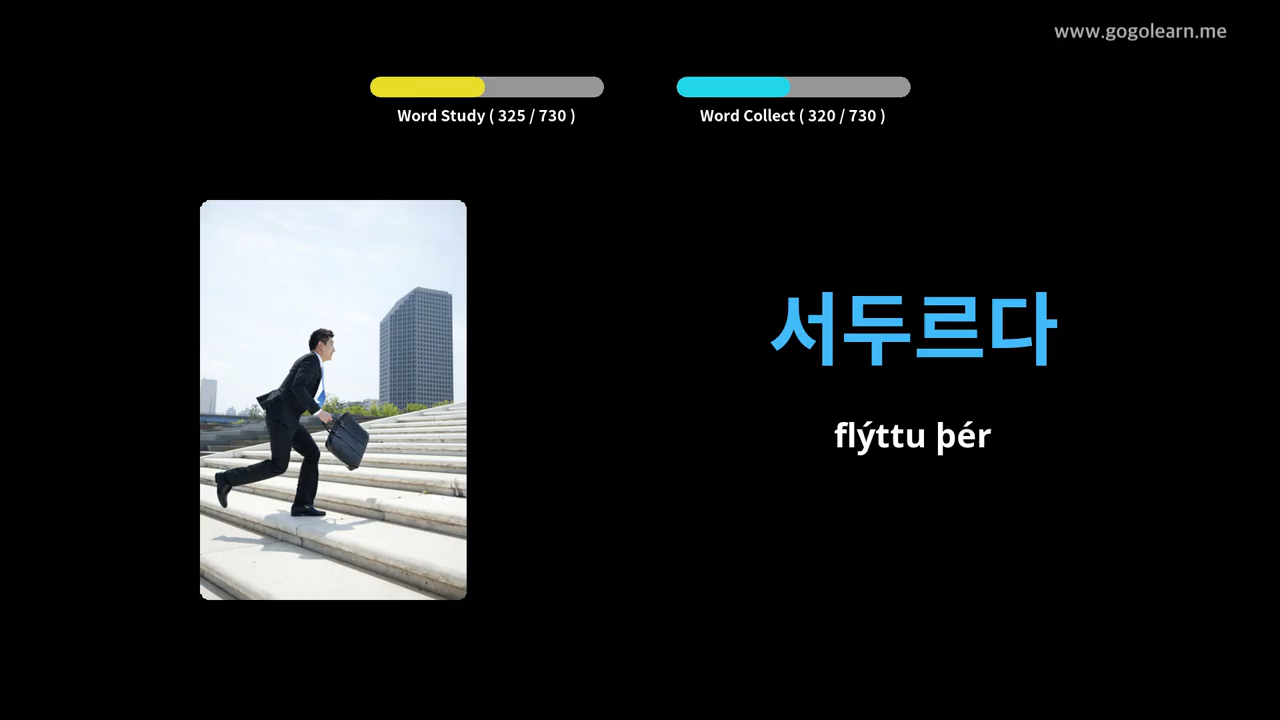 www.gogolearn.me
Word Study ( 325 / 730 )
Word Collect ( 320 / 730 )
서두르다
flýttu þér